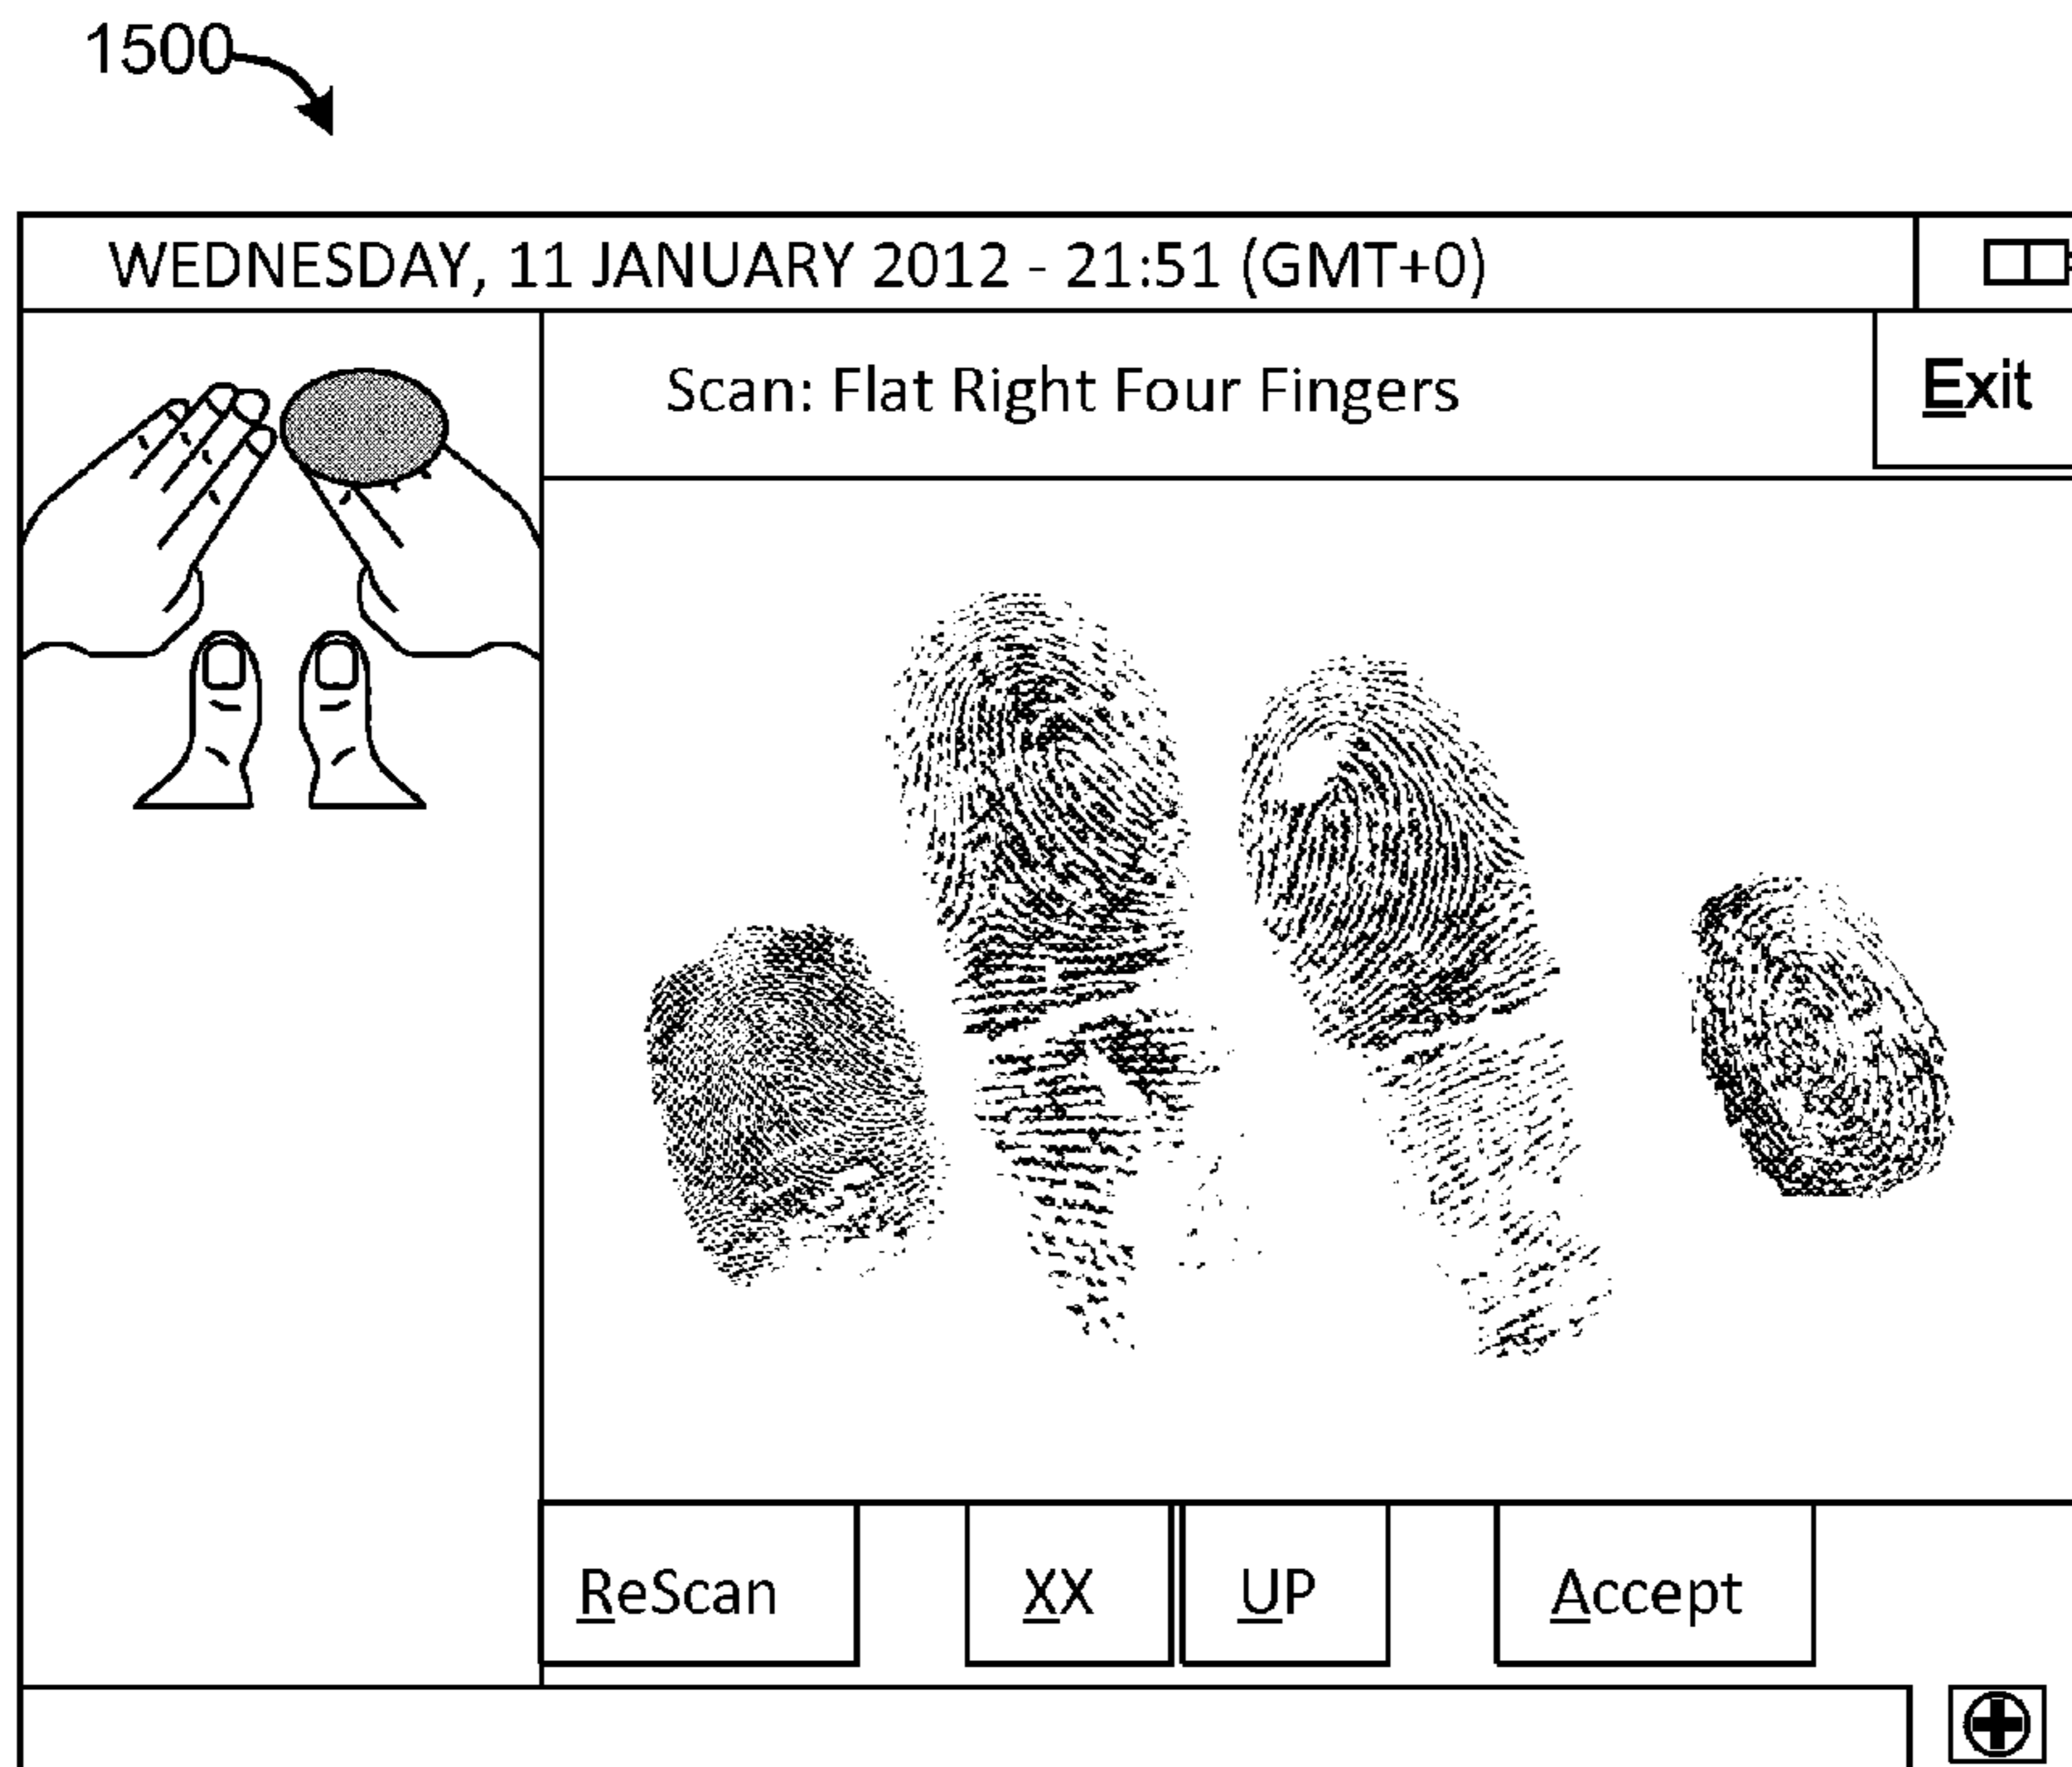 1500
WEDNESDAY, 11 JANUARY 2012 - 21:51 (GMT+0)
Scan: Flat Right Four Fingers
Exit
ReScan
XX
UP
Accept